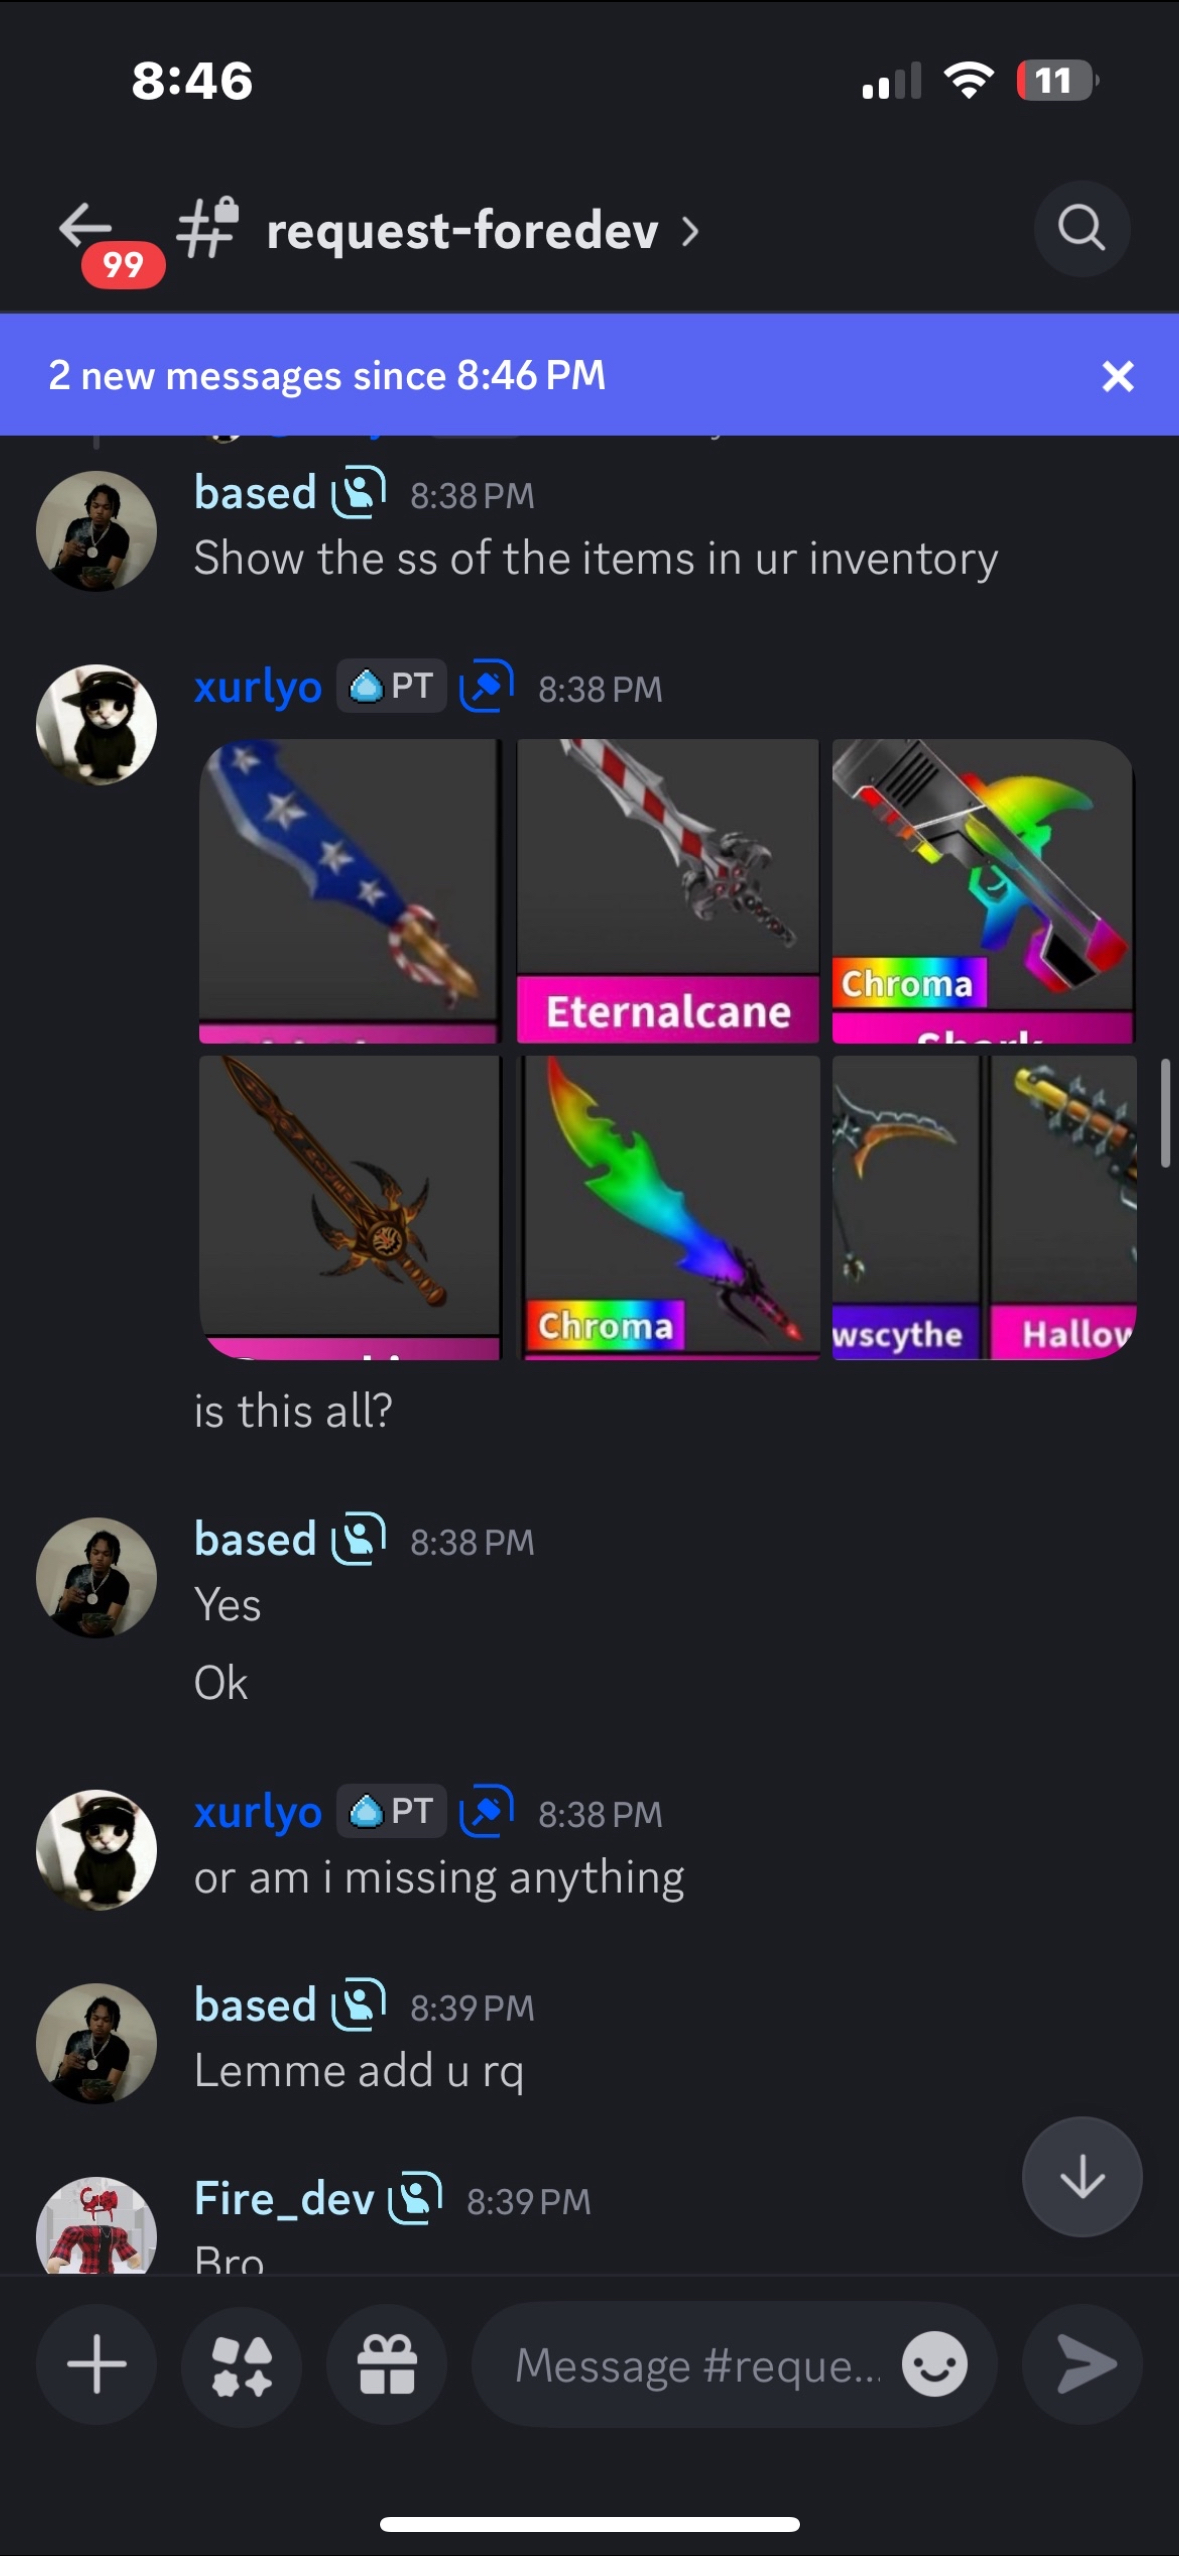 8:46
11
99
request-foredev
2 new messages since 8:46 PM
based 8:38 PM
Show the ss of the items in ur inventory
xurlyo PT 8:38 PM
Eternalcane
Chroma
Shark
Chroma
wscythe
Hallow
is this all?
based 8:38 PM
Yes
Ok
xurlyo PT 8:38 PM
or am i missing anything
based 8:39 PM
Lemme add u rq
Fire_dev 8:39 PM
Bro
Message #reque...